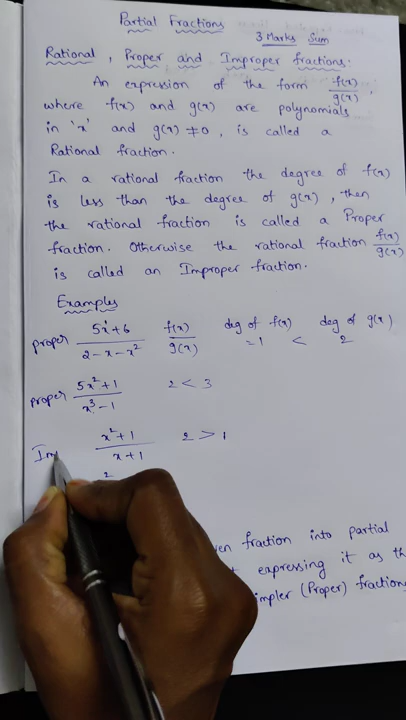 Partial Fractions
3 Marks Sum
Rational, Proper and Improper fractions.
An expression of the form f(x)/g(x),
where f(x) and g(x) are polynomials
in 'x' and g(x) ≠ 0, is called a
Rational fraction.
In a rational fraction the degree of f(x)
is less than the degree of g(x), then
the rational fraction is called a Proper
fraction. Otherwise the rational fraction f(x)/g(x)
is called an Improper fraction.
Examples
proper (5x+6)/(2-x-x²) f(x)/g(x) deg of f(x) deg of g(x)
=1 < 2
proper (5x²+1)/(x³-1) 2 < 3
Im (x²+1)/(x+1) 2 > 1
2
fraction into partial
expressing it as
(Proper)